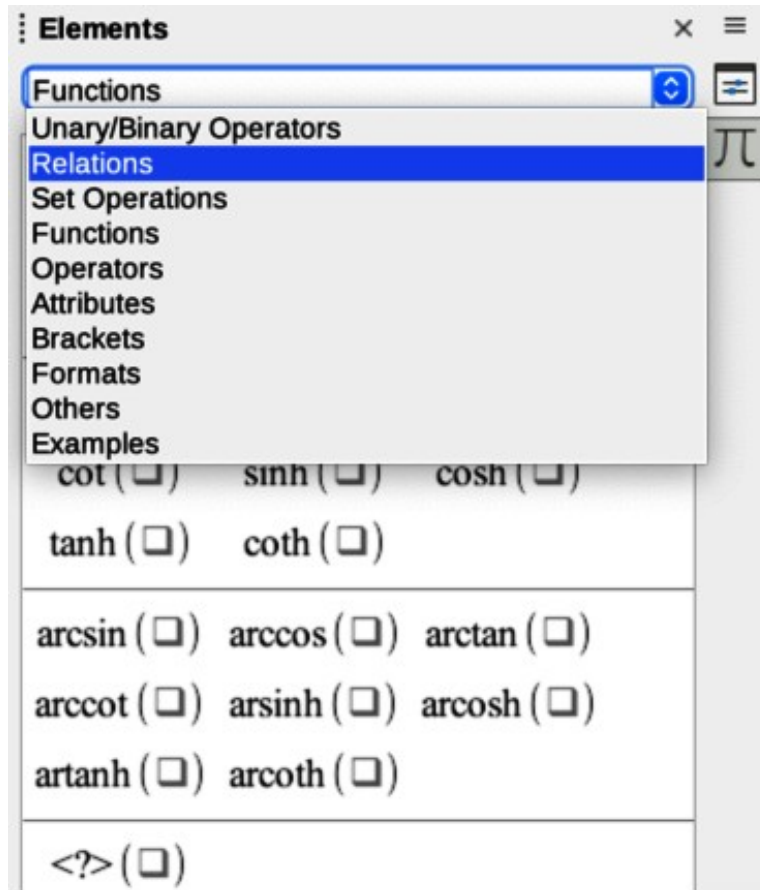 Elements
Functions
Unary/Binary Operators
Relations
Set Operations
Functions
Operators
Attributes
Brackets
Formats
Others
Examples
cot (❑) sinh (❑) cosh (❑)
tanh (❑) coth (❑)
arcsin (❑) arccos (❑) arctan (❑)
arccot (❑) arsinh (❑) arcosh (❑)
artanh (❑) arcoth (❑)
<?> (❑)